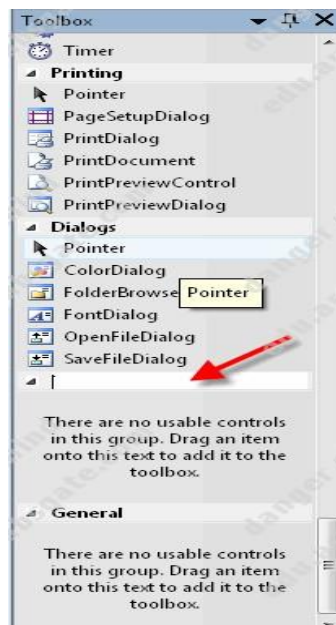 Toolbox
Timer
Printing
Pointer
PageSetupDialog
PrintDialog
PrintDocument
PrintPreviewControl
PrintPreviewDialog
Dialogs
Pointer
ColorDialog
FolderBrowse Pointer
FontDialog
OpenFileDialog
SaveFileDialog
There are no usable controls
in this group. Drag an item
onto this text to add it to the
toolbox.
General
There are no usable controls
in this group. Drag an item
onto this text to add it to the
toolbox.